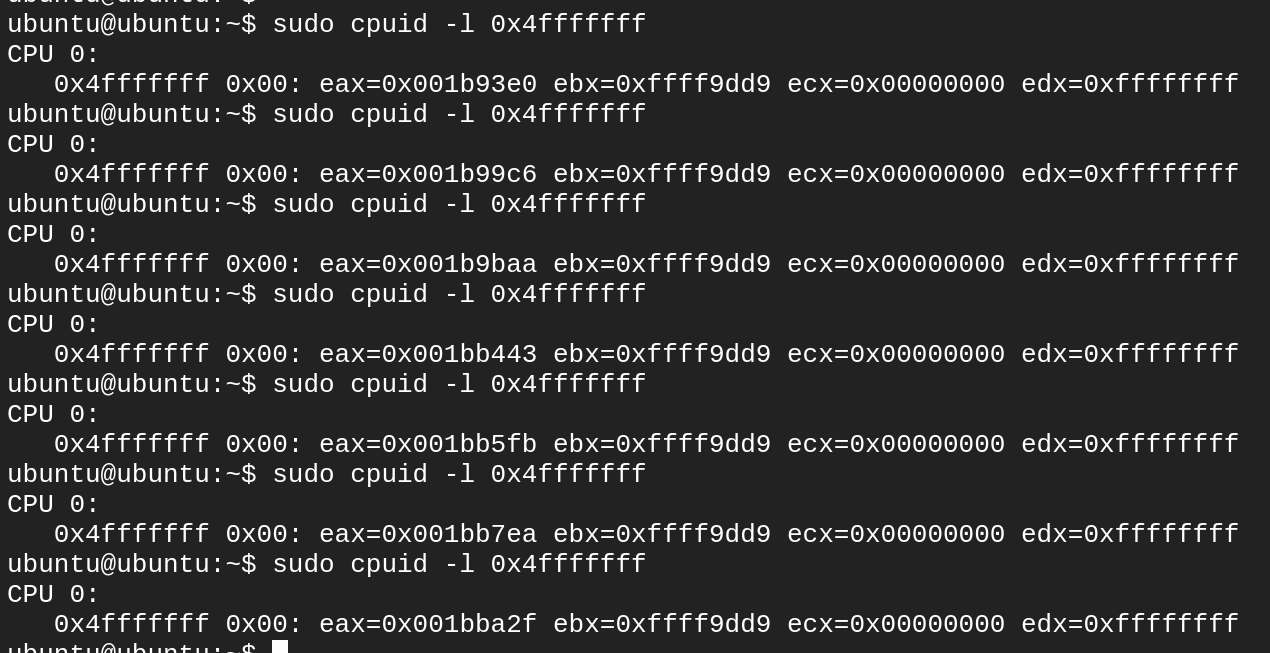 ubuntu@ubuntu:~$
ubuntu@ubuntu:~$ sudo cpuid -l 0x4fffffff
CPU 0:
   0x4fffffff 0x00: eax=0x001b93e0 ebx=0xffff9dd9 ecx=0x00000000 edx=0xffffffff
ubuntu@ubuntu:~$ sudo cpuid -l 0x4fffffff
CPU 0:
   0x4fffffff 0x00: eax=0x001b99c6 ebx=0xffff9dd9 ecx=0x00000000 edx=0xffffffff
ubuntu@ubuntu:~$ sudo cpuid -l 0x4fffffff
CPU 0:
   0x4fffffff 0x00: eax=0x001b9baa ebx=0xffff9dd9 ecx=0x00000000 edx=0xffffffff
ubuntu@ubuntu:~$ sudo cpuid -l 0x4fffffff
CPU 0:
   0x4fffffff 0x00: eax=0x001bb443 ebx=0xffff9dd9 ecx=0x00000000 edx=0xffffffff
ubuntu@ubuntu:~$ sudo cpuid -l 0x4fffffff
CPU 0:
   0x4fffffff 0x00: eax=0x001bb5fb ebx=0xffff9dd9 ecx=0x00000000 edx=0xffffffff
ubuntu@ubuntu:~$ sudo cpuid -l 0x4fffffff
CPU 0:
   0x4fffffff 0x00: eax=0x001bb7ea ebx=0xffff9dd9 ecx=0x00000000 edx=0xffffffff
ubuntu@ubuntu:~$ sudo cpuid -l 0x4fffffff
CPU 0:
   0x4fffffff 0x00: eax=0x001bba2f ebx=0xffff9dd9 ecx=0x00000000 edx=0xffffffff
ubuntu@ubuntu:~$